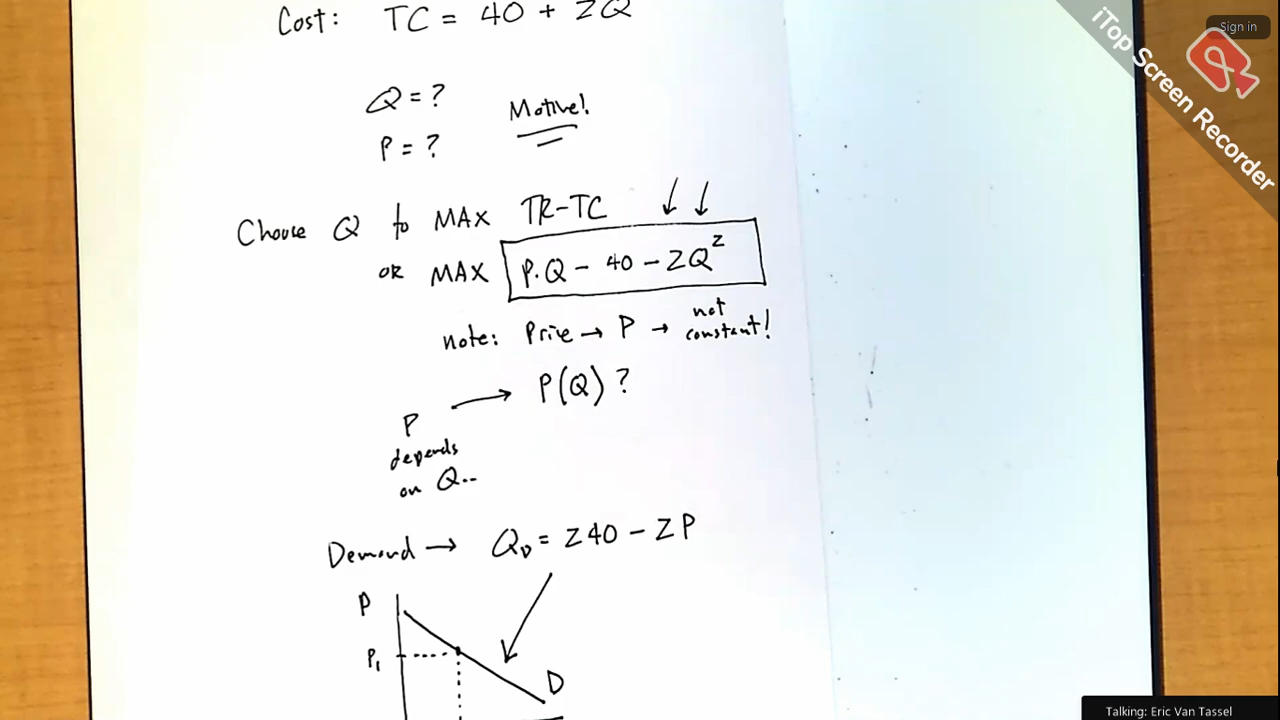 Cost: TC = 40 + 2Q
Q = ?
Motive!
P = ?
Choose Q to MAX TR-TC
OR MAX P·Q - 40 - 2Q²
note: Price → P → not constant!
P → P(Q) ?
depends
on Q..
Demand → Q_D = 240 - 2P
P
P₁
D
iTop Screen Recorder
Sign in
Talking: Eric Van Tassel